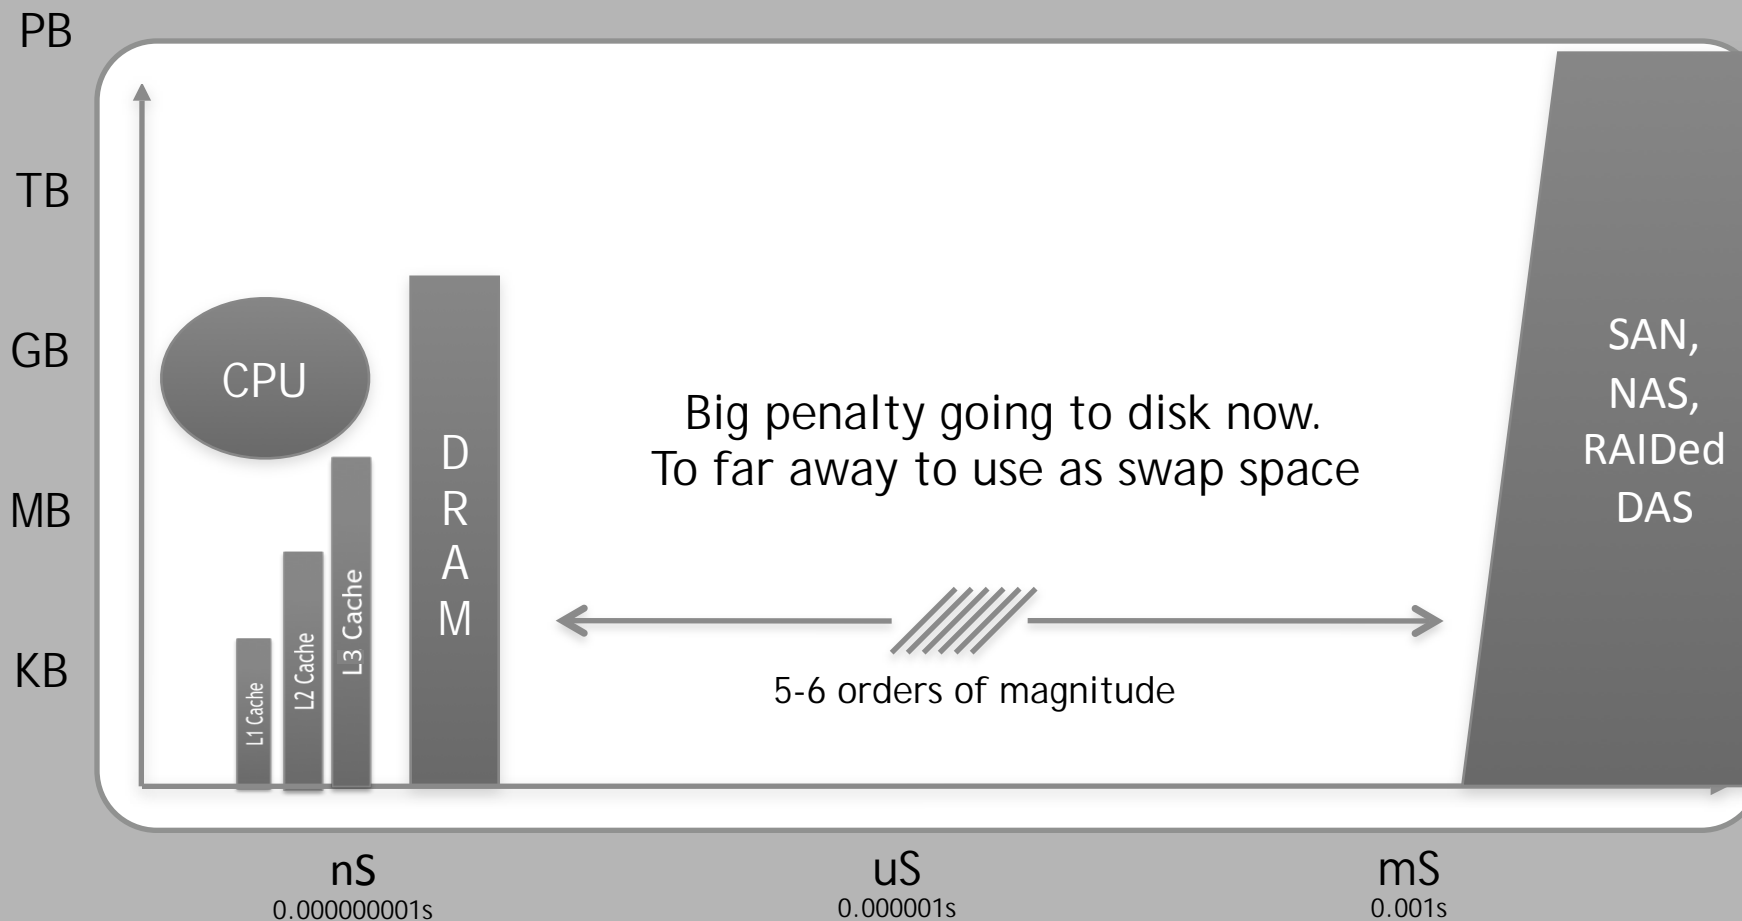 PB
TB
GB
MB
KB
CPU
L1 Cache
L2 Cache
L3 Cache
D
R
A
M
Big penalty going to disk now.
To far away to use as swap space
5-6 orders of magnitude
SAN,
NAS,
RAIDed
DAS
nS
0.000000001s
uS
0.000001s
mS
0.001s